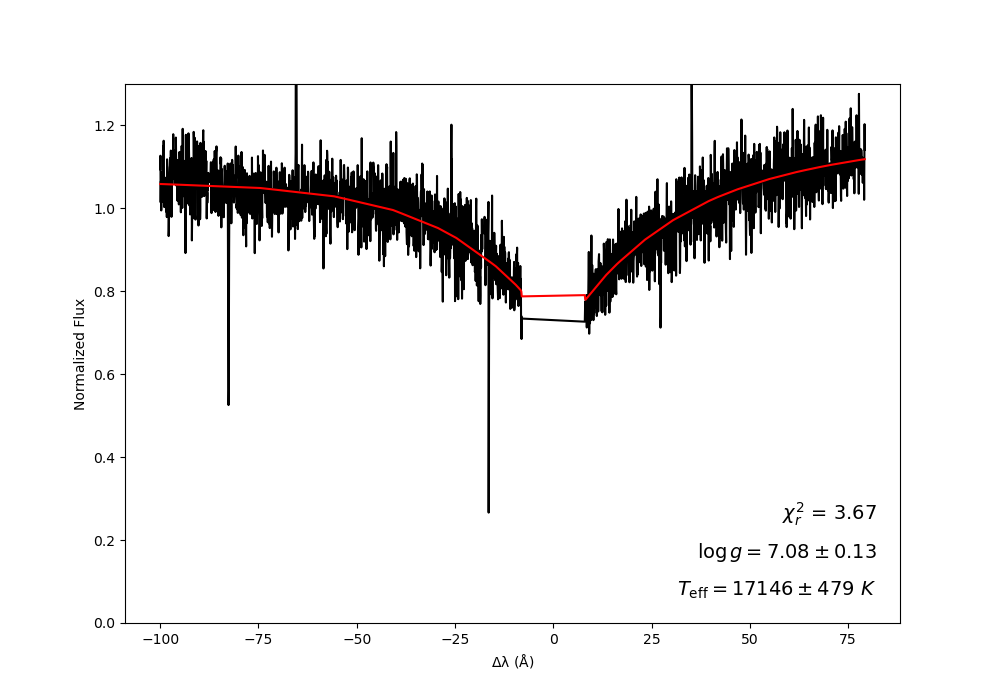 1.2
1.0
0.8
0.6
0.4
0.2
0.0
Normalized Flux
χ²ᵣ = 3.67
log g = 7.08 ± 0.13
T_eff = 17146 ± 479 K
−100 −75 −50 −25 0 25 50 75
Δλ (Å)